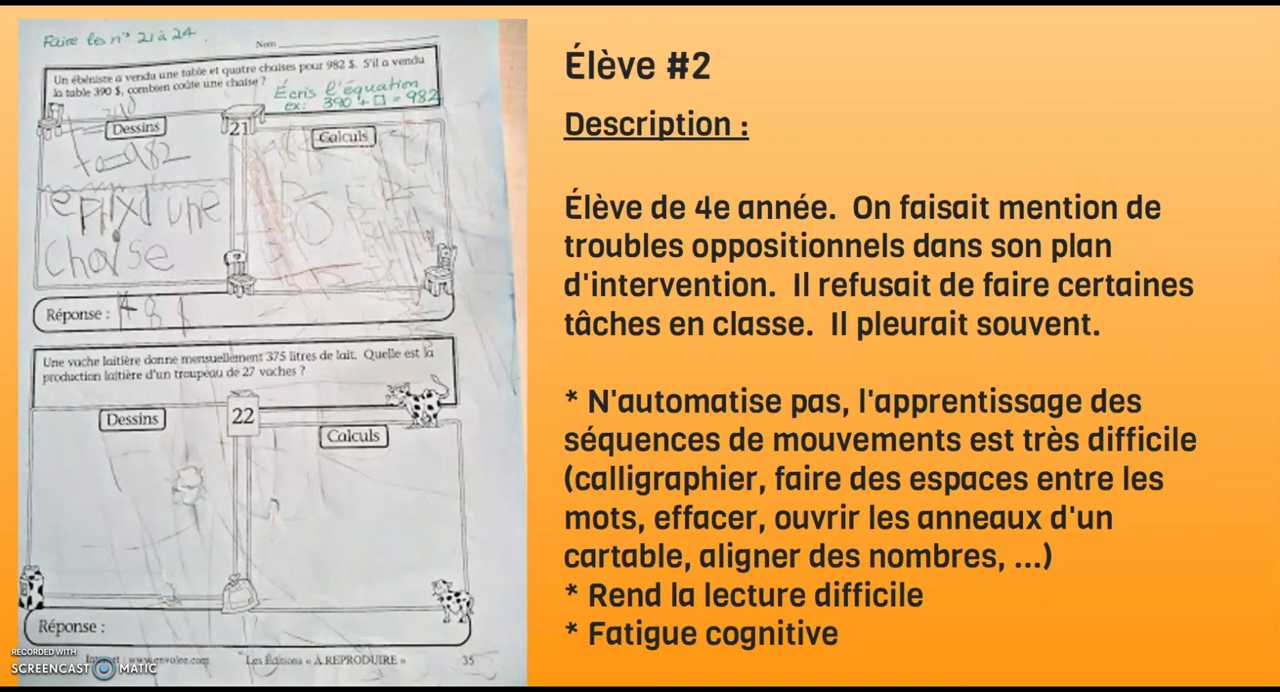 Faire les nos 21 à 24.
Nom
Un ébéniste a vendu une table et quatre chaises pour 982 $. S'il a vendu
la table 390 $, combien coûte une chaise ?
Écris l'équation
ex: 390 + □ = 982
Dessins
21
Calculs
une
chaise
Réponse :
Une vache laitière donne mensuellement 375 litres de lait. Quelle est la
production laitière d'un troupeau de 27 vaches ?
Dessins
22
Calculs
Réponse :
Internet : www.envolee.com
Les Éditions « À REPRODUIRE »
35
RECORDED WITH
SCREENCAST MATIC
Élève #2
Description :
Élève de 4e année. On faisait mention de
troubles oppositionnels dans son plan
d'intervention. Il refusait de faire certaines
tâches en classe. Il pleurait souvent.
* N'automatise pas, l'apprentissage des
séquences de mouvements est très difficile
(calligraphier, faire des espaces entre les
mots, effacer, ouvrir les anneaux d'un
cartable, aligner des nombres, ...)
* Rend la lecture difficile
* Fatigue cognitive